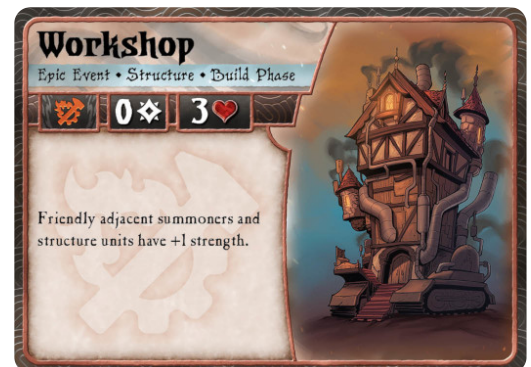 Workshop
Epic Event • Structure • Build Phase
0 3
Friendly adjacent summoners and
structure units have +1 strength.